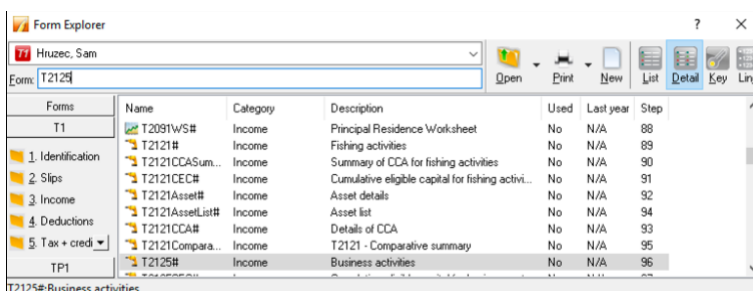 Form Explorer ? X
T1 Hruzec, Sam
Form: T2125
Open Print New List Detail Key Lin
Forms
T1
1. Identification
2. Slips
3. Income
4. Deductions
5. Tax + credi
TP1
Name Category Description Used Last year Step
T2091WS# Income Principal Residence Worksheet No N/A 88
T2121# Income Fishing activities No N/A 89
T2121CCASum... Income Summary of CCA for fishing activities No N/A 90
T2121CEC# Income Cumulative eligible capital for fishing activi... No N/A 91
T2121Asset# Income Asset details No N/A 92
T2121AssetList# Income Asset list No N/A 94
T2121CCA# Income Details of CCA No N/A 93
T2121Compara... Income T2121 - Comparative summary No N/A 95
T2125# Income Business activities No N/A 96
T2125#:Business activities